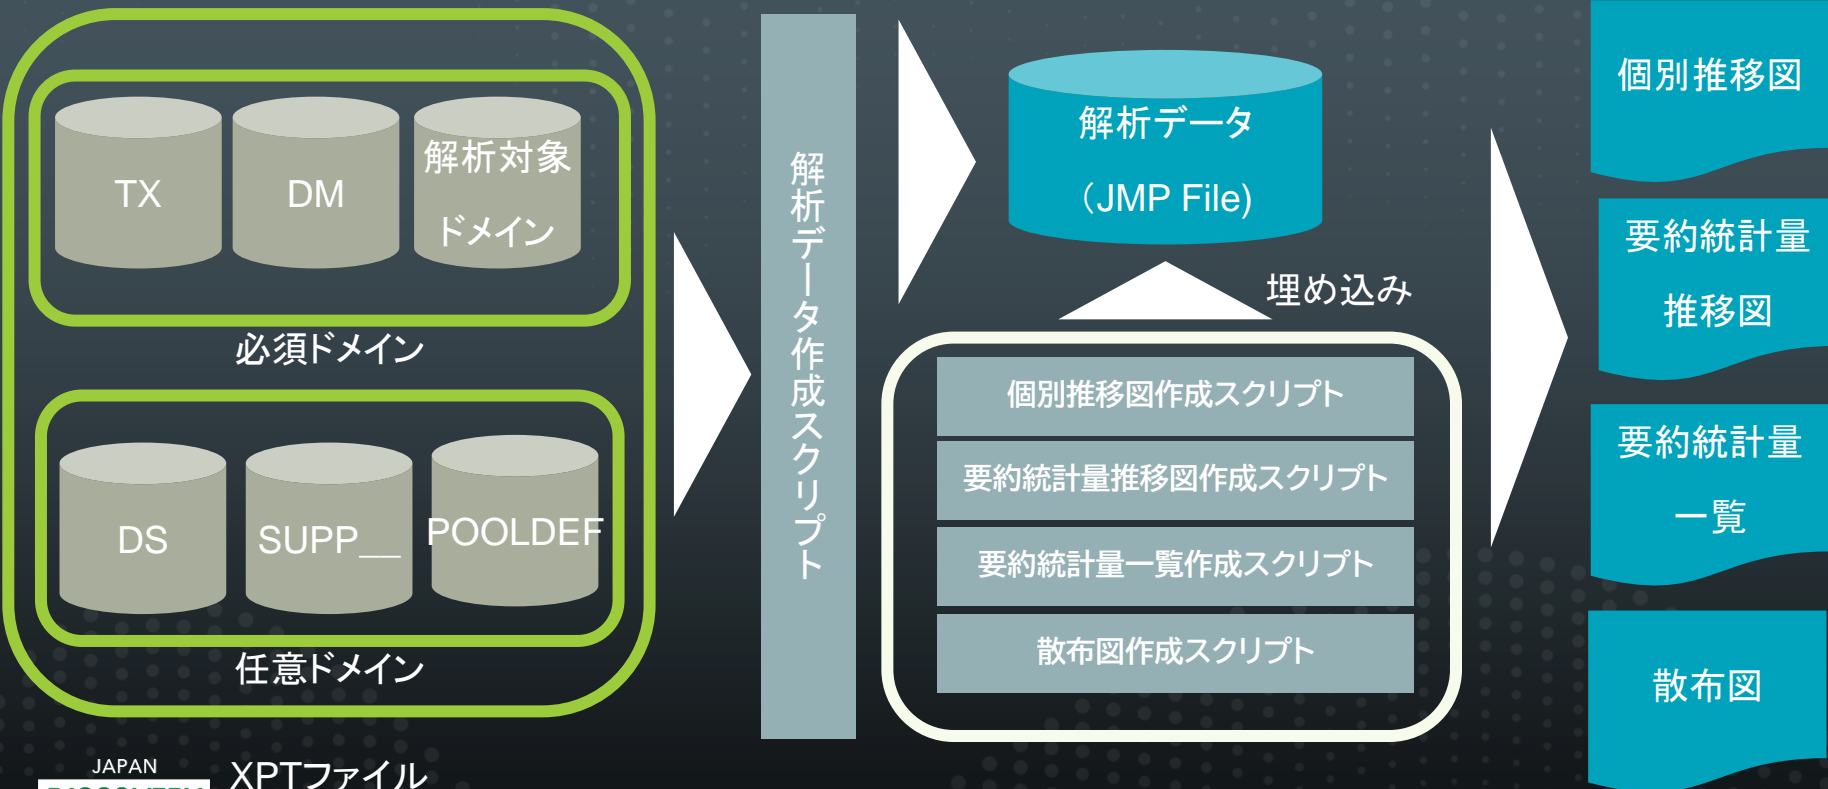 TX
DM
解析対象
ドメイン
必須ドメイン
DS
SUPP__
POOLDEF
任意ドメイン
JAPAN
XPTファイル
解析データ作成スクリプト
解析データ
（JMP File)
埋め込み
個別推移図作成スクリプト
要約統計量推移図作成スクリプト
要約統計量一覧作成スクリプト
散布図作成スクリプト
個別推移図
要約統計量
推移図
要約統計量
一覧
散布図